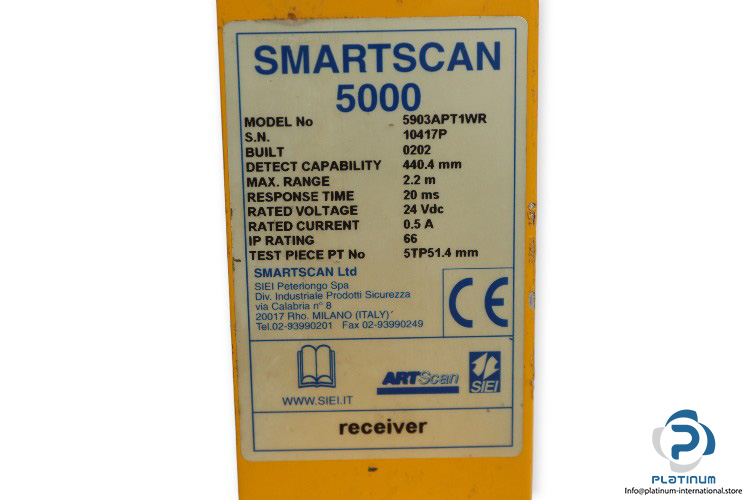 SMARTSCAN
5000
MODEL No 5903APT1WR
S.N. 10417P
BUILT 0202
DETECT CAPABILITY 440.4 mm
MAX. RANGE 2.2 m
RESPONSE TIME 20 ms
RATED VOLTAGE 24 Vdc
RATED CURRENT 0.5 A
IP RATING 66
TEST PIECE PT No 5TP51.4 mm
SMARTSCAN Ltd
SIEI Peteriongo Spa
Div. Industriale Prodotti Sicurezza
via Calabria n° 8
20017 Rho. MILANO (ITALY)
Tel.02-93990201 Fax 02-93990249
CE
WWW.SIEI.IT
ARTScan
SIEI
receiver
PLATINUM
Info@platinum-international.store